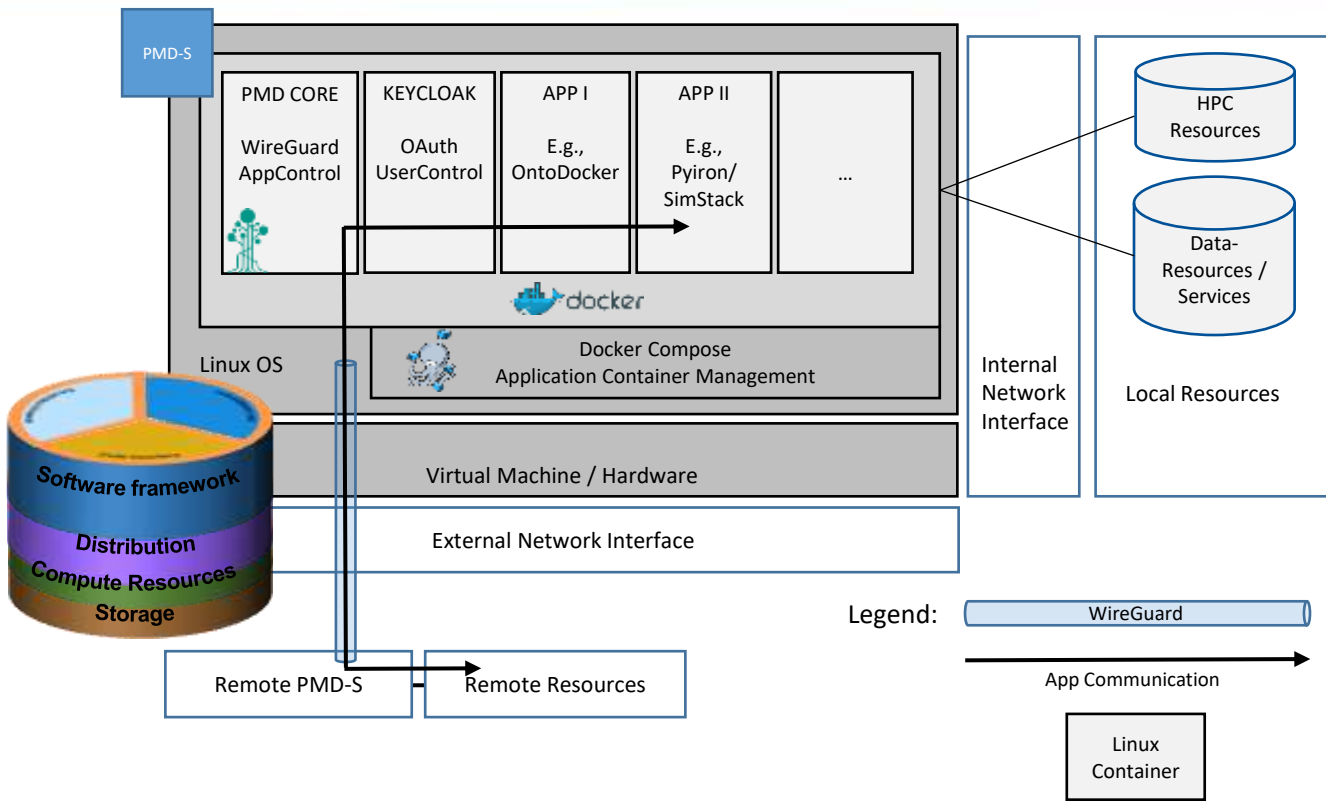 PMD-S
PMD CORE
WireGuard
AppControl
KEYCLOAK
OAuth
UserControl
APP I
E.g.,
OntoDocker
APP II
E.g.,
Pyiron/
SimStack
...
docker
Linux OS
Docker Compose
Application Container Management
Virtual Machine / Hardware
External Network Interface
Internal
Network
Interface
HPC
Resources
Data-
Resources /
Services
Local Resources
Software framework
Distribution
Compute Resources
Storage
Remote PMD-S
Remote Resources
Legend:
WireGuard
App Communication
Linux
Container